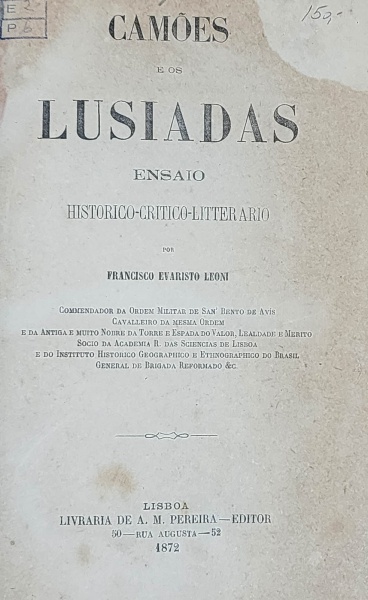 E 2
P 6
150,-
CAMÕES
E OS
LUSIADAS
ENSAIO
HISTORICO-CRITICO-LITTERARIO
POR
FRANCISCO EVARISTO LEONI
COMMENDADOR DA ORDEM MILITAR DE SAN' BENTO DE AVIS
CAVALLEIRO DA MESMA ORDEM
E DA ANTIGA E MUITO NOBRE DA TORRE E ESPADA DO VALOR, LEALDADE E MERITO
SOCIO DA ACADEMIA R. DAS SCIENCIAS DE LISBOA
E DO INSTITUTO HISTORICO GEOGRAPHICO E ETHNOGRAPHICO DO BRASIL
GENERAL DE BRIGADA REFORMADO &c.
LISBOA
LIVRARIA DE A. M. PEREIRA—EDITOR
50—RUA AUGUSTA—52
1872